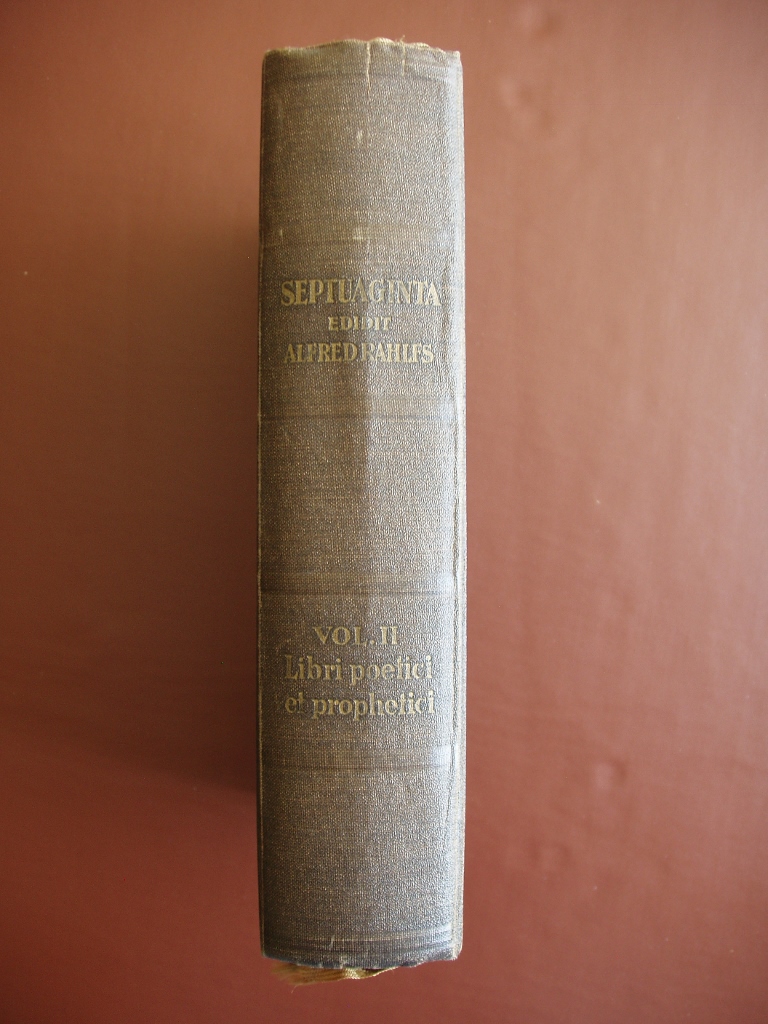 SEPTUAGINTA
EDIDIT
ALFRED RAHLFS
VOL. II
Libri poetici
et prophetici